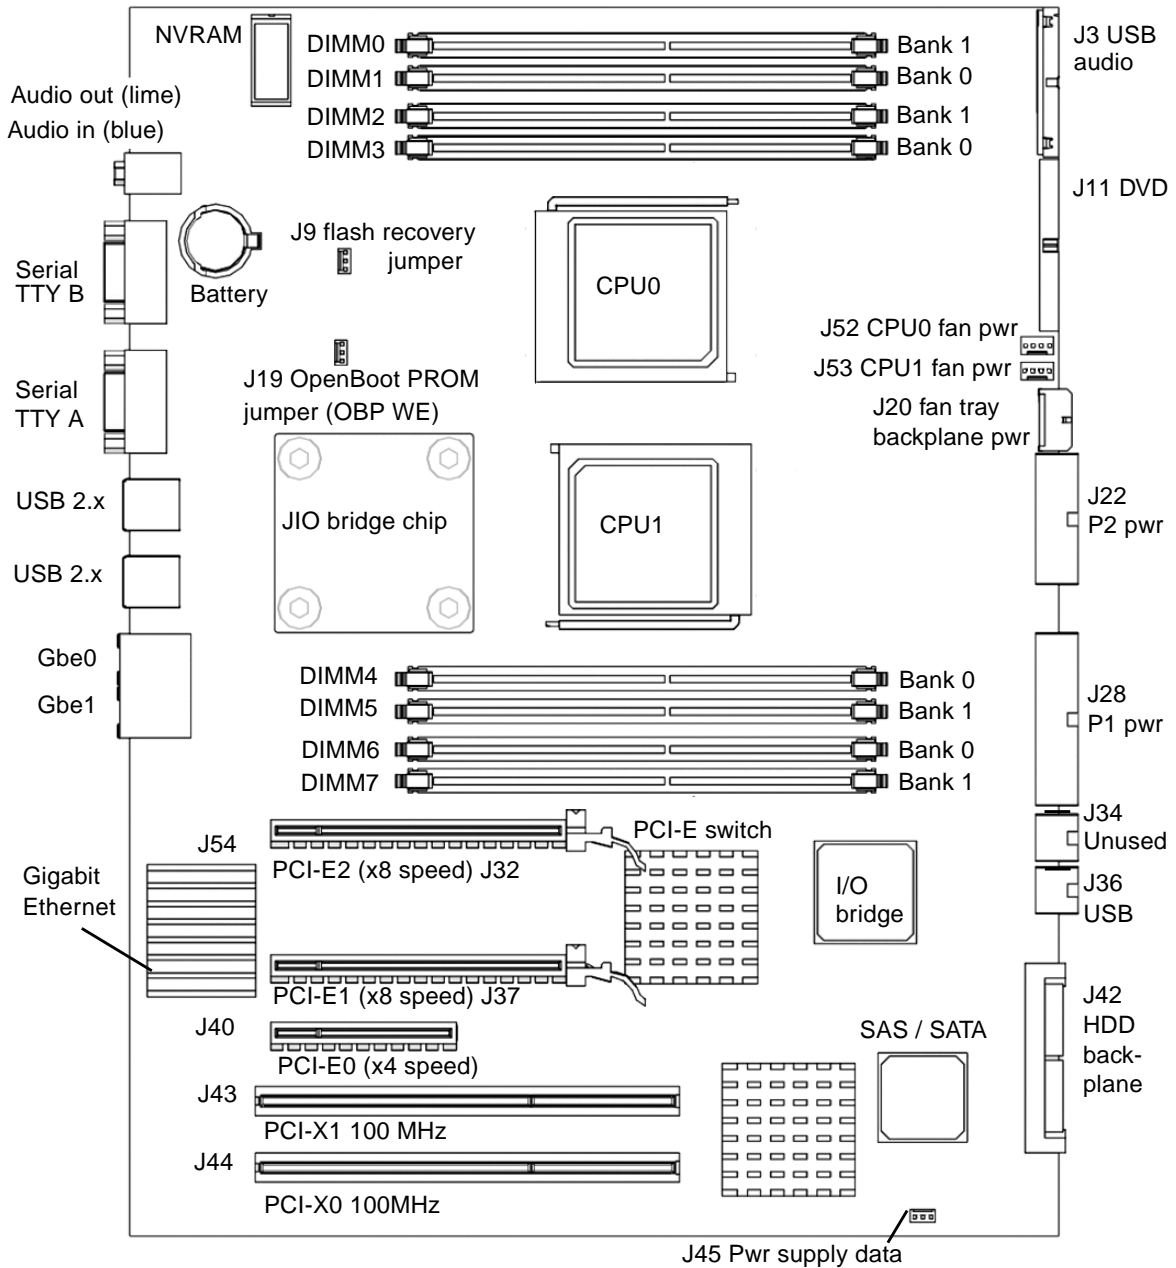 NVRAM
DIMM0
Bank 1
J3 USB
audio
DIMM1
Bank 0
Audio out (lime)
DIMM2
Bank 1
Audio in (blue)
DIMM3
Bank 0
J11 DVD
J9 flash recovery
jumper
Serial
TTY B
Battery
CPU0
J52 CPU0 fan pwr
J53 CPU1 fan pwr
J19 OpenBoot PROM
jumper (OBP WE)
Serial
TTY A
J20 fan tray
backplane pwr
USB 2.x
JIO bridge chip
CPU1
J22
P2 pwr
USB 2.x
Gbe0
Gbe1
DIMM4
Bank 0
DIMM5
Bank 1
J28
P1 pwr
DIMM6
Bank 0
DIMM7
Bank 1
J54
PCI-E switch
J34
Unused
PCI-E2 (x8 speed) J32
Gigabit
Ethernet
I/O
bridge
J36
USB
PCI-E1 (x8 speed) J37
J42
HDD
back-
plane
J40
SAS / SATA
PCI-E0 (x4 speed)
J43
PCI-X1 100 MHz
J44
PCI-X0 100MHz
J45 Pwr supply data